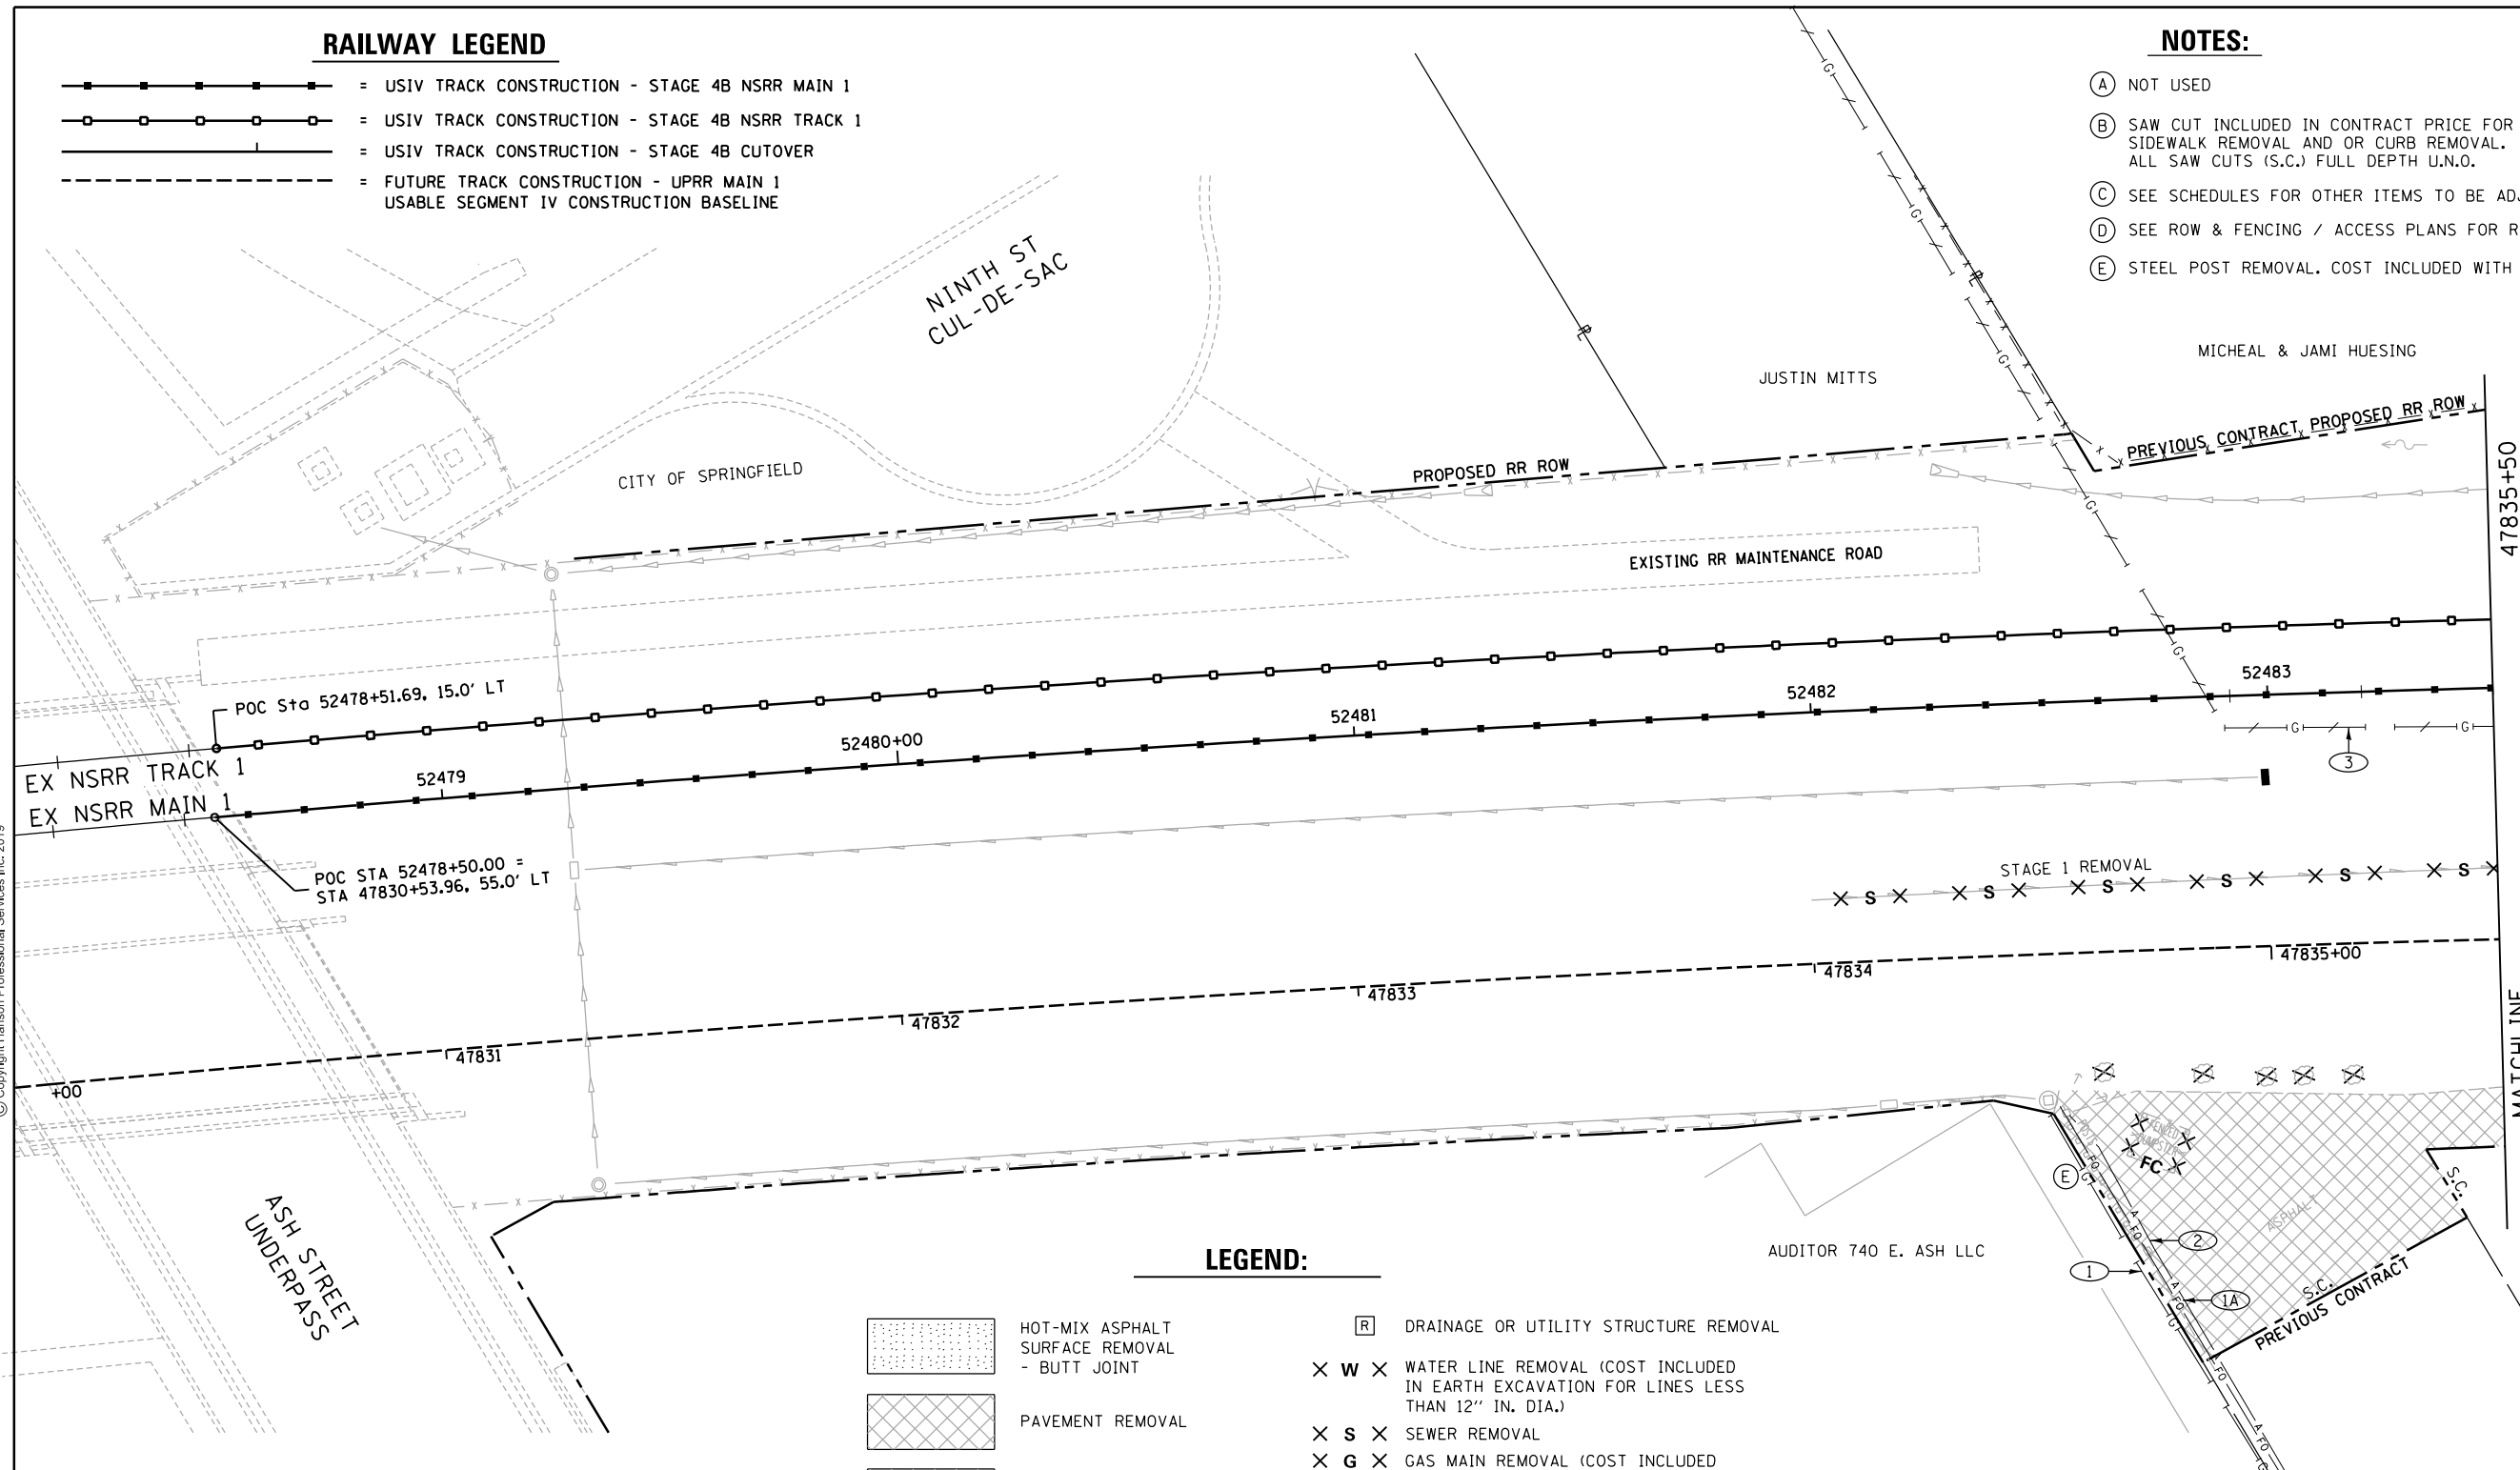 RAILWAY LEGEND
= USIV TRACK CONSTRUCTION - STAGE 4B NSRR MAIN 1
= USIV TRACK CONSTRUCTION - STAGE 4B NSRR TRACK 1
= USIV TRACK CONSTRUCTION - STAGE 4B CUTOVER
= FUTURE TRACK CONSTRUCTION - UPRR MAIN 1
USABLE SEGMENT IV CONSTRUCTION BASELINE
NOTES:
A NOT USED
B SAW CUT INCLUDED IN CONTRACT PRICE FOR
SIDEWALK REMOVAL AND OR CURB REMOVAL.
ALL SAW CUTS (S.C.) FULL DEPTH U.N.O.
C SEE SCHEDULES FOR OTHER ITEMS TO BE ADJ
D SEE ROW & FENCING / ACCESS PLANS FOR R
E STEEL POST REMOVAL. COST INCLUDED WITH
NINTH ST
CUL-DE-SAC
MICHEAL & JAMI HUESING
JUSTIN MITTS
CITY OF SPRINGFIELD
PROPOSED RR ROW
PREVIOUS CONTRACT PROPOSED RR ROW
47835+50
EXISTING RR MAINTENANCE ROAD
POC Sta 52478+51.69, 15.0' LT
EX NSRR TRACK 1
EX NSRR MAIN 1
52479
52480+00
52481
52482
52483
3
POC STA 52478+50.00 =
STA 47830+53.96, 55.0' LT
STAGE 1 REMOVAL
S S S S S S
+00
47831
47832
47833
47834
47835+00
MATCHLINE
© Copyright Hanson Professional Services Inc. 2019
ASH STREET
UNDERPASS
AUDITOR 740 E. ASH LLC
POSTS
FENCED
DUMPSTER
FC
E
ASPHALT
S.C.
S.C.
PREVIOUS CONTRACT
1
2
1A
LEGEND:
HOT-MIX ASPHALT
SURFACE REMOVAL
- BUTT JOINT
PAVEMENT REMOVAL
R DRAINAGE OR UTILITY STRUCTURE REMOVAL
X W X WATER LINE REMOVAL (COST INCLUDED
IN EARTH EXCAVATION FOR LINES LESS
THAN 12" IN. DIA.)
X S X SEWER REMOVAL
X G X GAS MAIN REMOVAL (COST INCLUDED